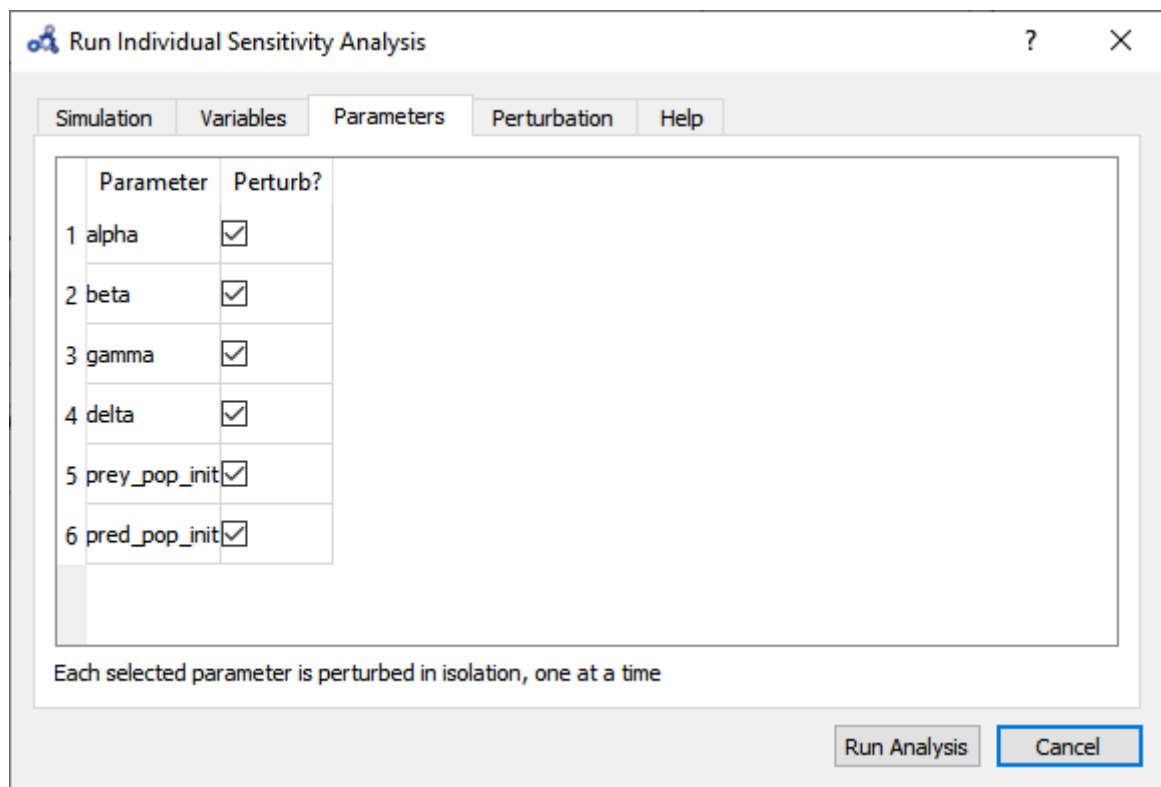 Run Individual Sensitivity Analysis ?
Simulation Variables Parameters Perturbation Help
Parameter Perturb?
1 alpha
2 beta
3 gamma
4 delta
5 prey_pop_init
6 pred_pop_init
Each selected parameter is perturbed in isolation, one at a time
Run Analysis Cancel